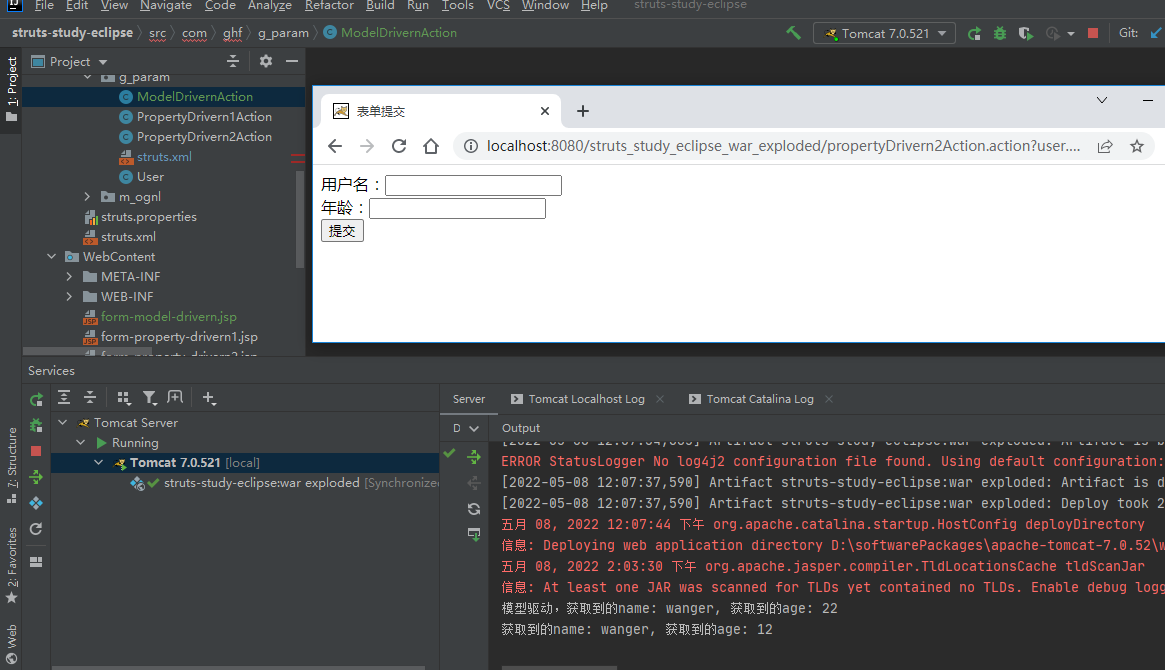 File Edit View Navigate Code Analyze Refactor Build Run Tools VCS Window Help struts-study-eclipse
struts-study-eclipse src com ghf g_param ModelDrivernAction Tomcat 7.0.521 Git:
1: Project
Project
g_param
ModelDrivernAction
PropertyDrivern1Action
PropertyDrivern2Action
struts.xml
User
m_ognl
struts.properties
struts.xml
WebContent
META-INF
WEB-INF
form-model-drivern.jsp
form-property-drivern1.jsp
form-property-drivern2.jsp
表单提交
localhost:8080/struts_study_eclipse_war_exploded/propertyDrivern2Action.action?user....
用户名：
年龄：
提交
Services
7: Structure
2: Favorites
Web
Tomcat Server
Running
Tomcat 7.0.521 [local]
struts-study-eclipse:war exploded [Synchronize
Server Tomcat Localhost Log Tomcat Catalina Log
D Output
ERROR StatusLogger No log4j2 configuration file found. Using default configuration:
[2022-05-08 12:07:37,590] Artifact struts-study-eclipse:war exploded: Artifact is d
[2022-05-08 12:07:37,590] Artifact struts-study-eclipse:war exploded: Deploy took 2
五月 08, 2022 12:07:44 下午 org.apache.catalina.startup.HostConfig deployDirectory
信息: Deploying web application directory D:\softwarePackages\apache-tomcat-7.0.52\w
五月 08, 2022 2:03:30 下午 org.apache.jasper.compiler.TldLocationsCache tldScanJar
信息: At least one JAR was scanned for TLDs yet contained no TLDs. Enable debug logg
模型驱动，获取到的name: wanger, 获取到的age: 22
获取到的name: wanger, 获取到的age: 12